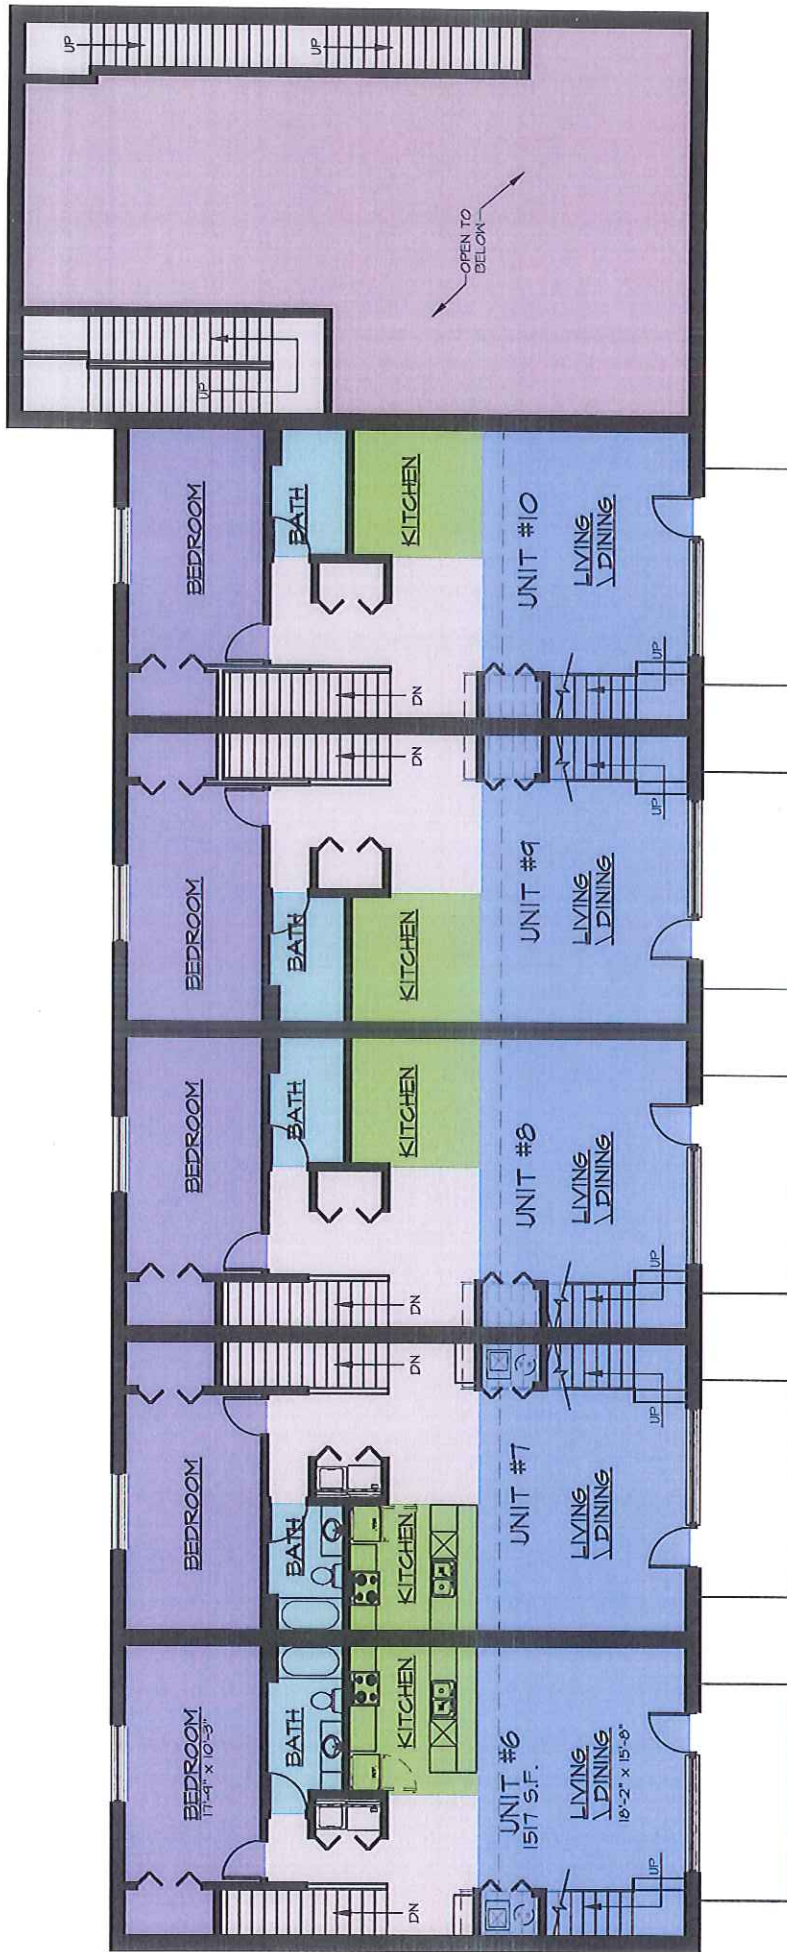 BEDROOM
17'-9" x 10'-3"
BATH
KITCHEN
DN
UNIT #6
1517 S.F.
LIVING
\ DINING
18'-2" x 15'-8"
UP
BEDROOM
BATH
KITCHEN
DN
UNIT #7
LIVING
\ DINING
UP
BEDROOM
BATH
KITCHEN
DN
UNIT #8
LIVING
\ DINING
UP
BEDROOM
BATH
KITCHEN
DN
UNIT #9
LIVING
\ DINING
UP
BEDROOM
BATH
KITCHEN
DN
UNIT #10
LIVING
\ DINING
UP
UP
OPEN TO
BELOW
UP
UP